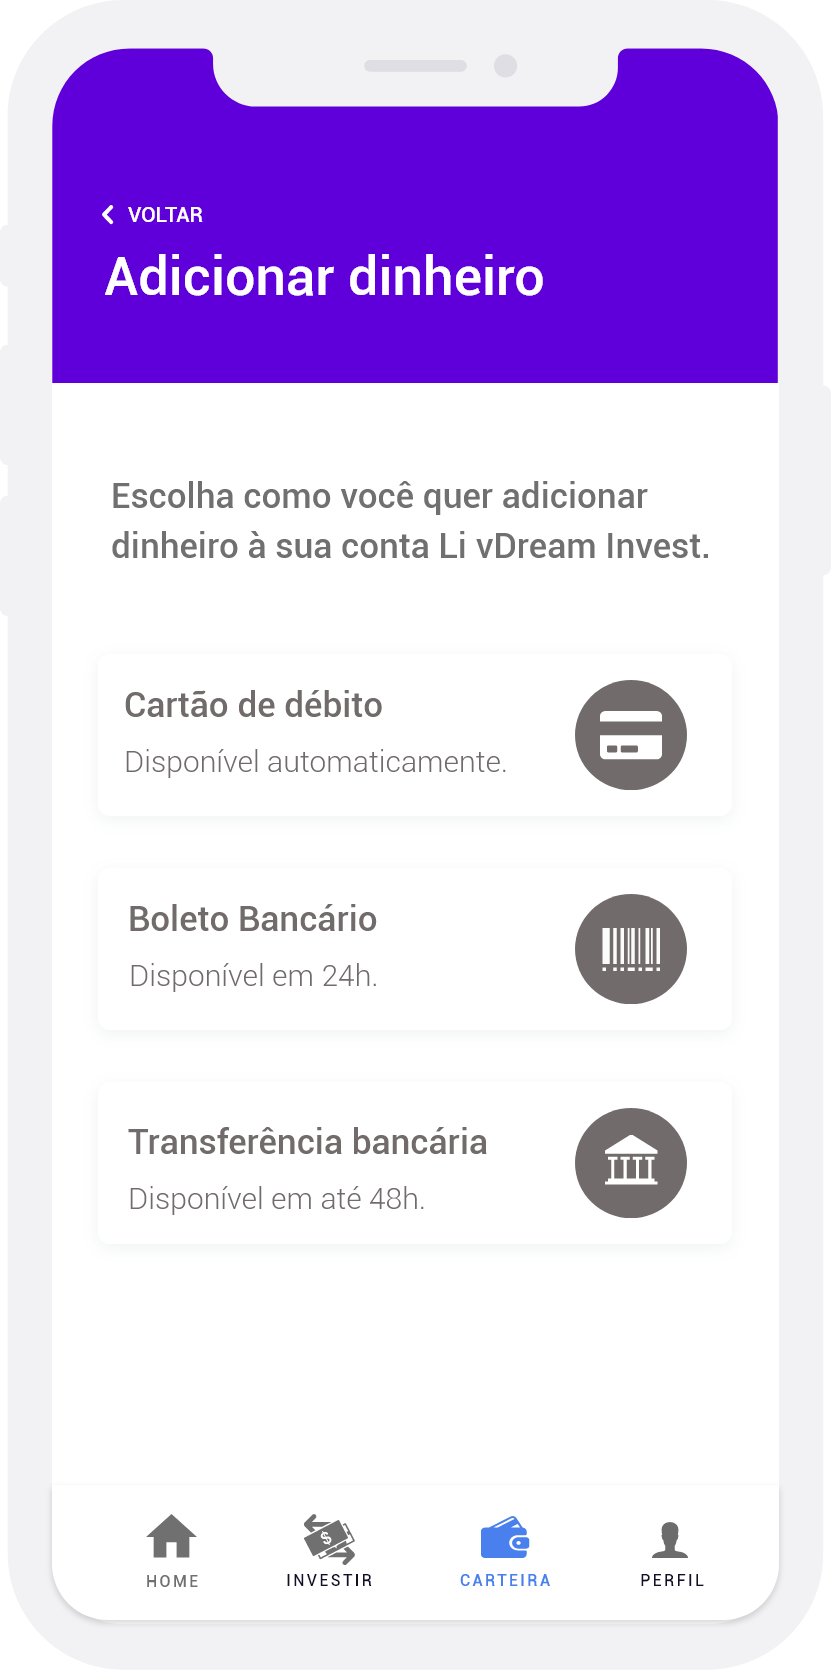 VOLTAR
Adicionar dinheiro
Escolha como você quer adicionar
dinheiro à sua conta Li vDream Invest.
Cartão de débito
Disponível automaticamente.
Boleto Bancário
Disponível em 24h.
Transferência bancária
Disponível em até 48h.
$
HOME INVESTIR CARTEIRA PERFIL